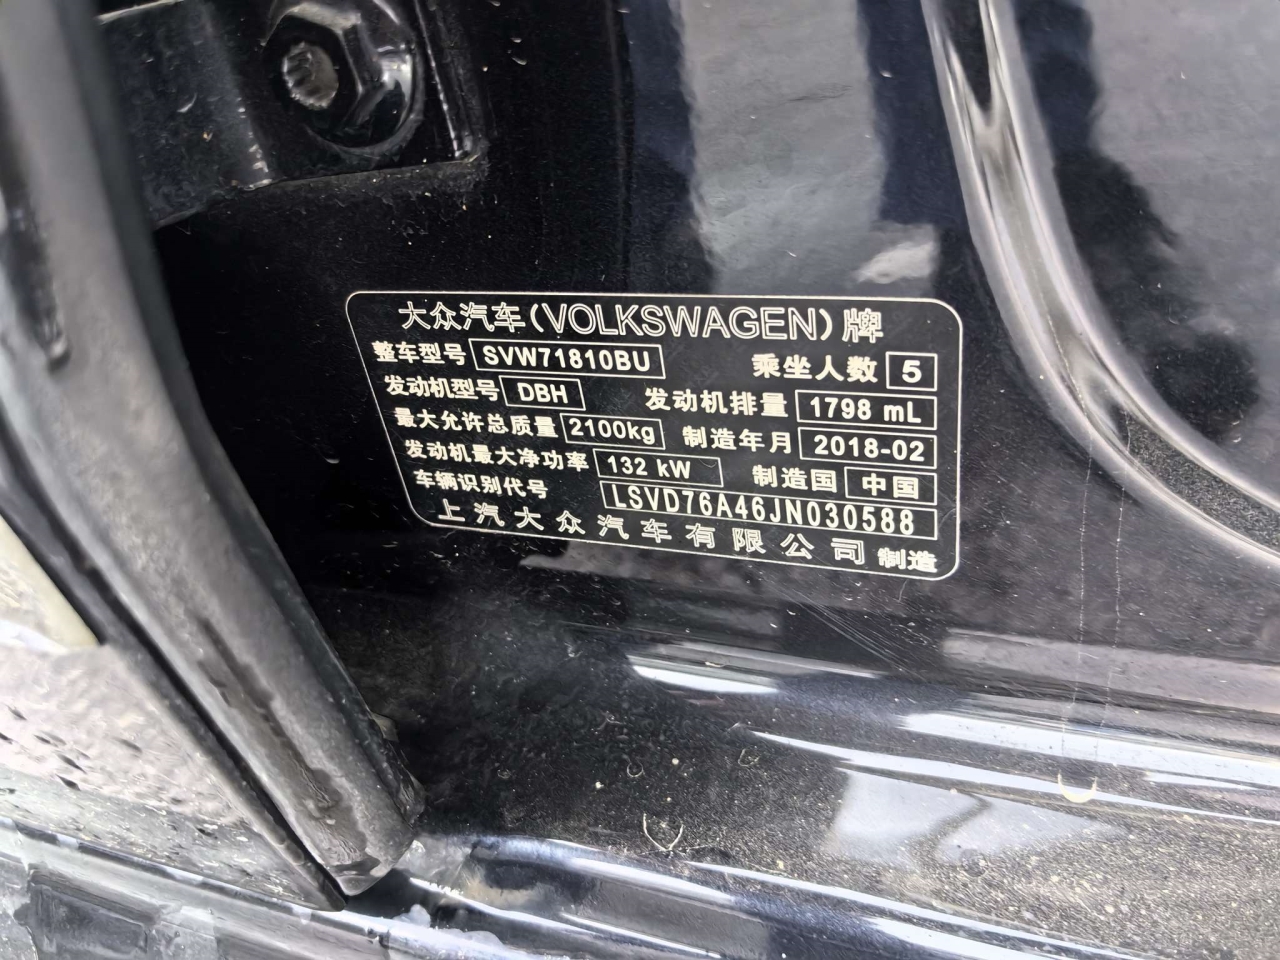 大众汽车(VOLKSWAGEN)牌
整车型号 SVW71810BU 乘坐人数 5
发动机型号 DBH 发动机排量 1798 mL
最大允许总质量 2100kg 制造年月 2018-02
发动机最大净功率 132 kW 制造国 中国
车辆识别代号 LSVD76A46JN030588
上汽大众汽车有限公司 制造